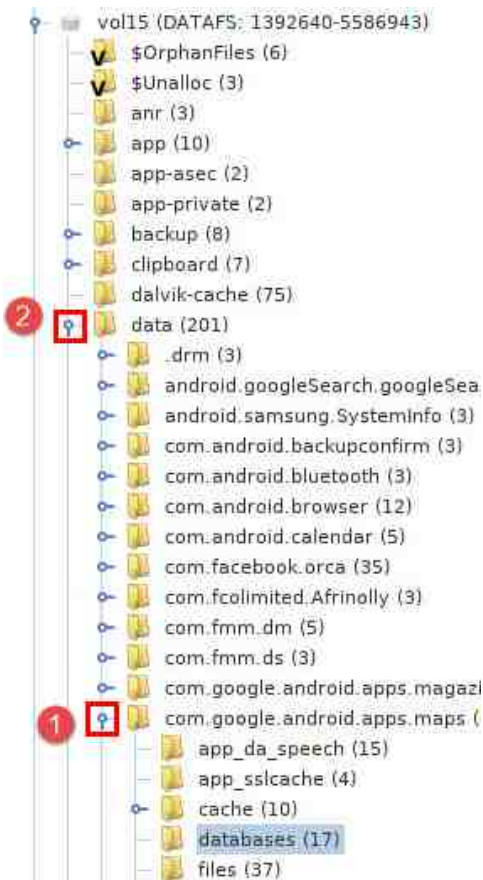 vol15 (DATAFS: 1392640-5586943)
$OrphanFiles (6)
$Unalloc (3)
anr (3)
app (10)
app-asec (2)
app-private (2)
backup (8)
clipboard (7)
dalvik-cache (75)
2 data (201)
.drm (3)
android.googleSearch.googleSea
android.samsung.SystemInfo (3)
com.android.backupconfirm (3)
com.android.bluetooth (3)
com.android.browser (12)
com.android.calendar (5)
com.facebook.orca (35)
com.fcolimited.Afrinolly (3)
com.fmm.dm (5)
com.fmm.ds (3)
com.google.android.apps.magazi
1 com.google.android.apps.maps (
app_da_speech (15)
app_sslcache (4)
cache (10)
databases (17)
files (37)